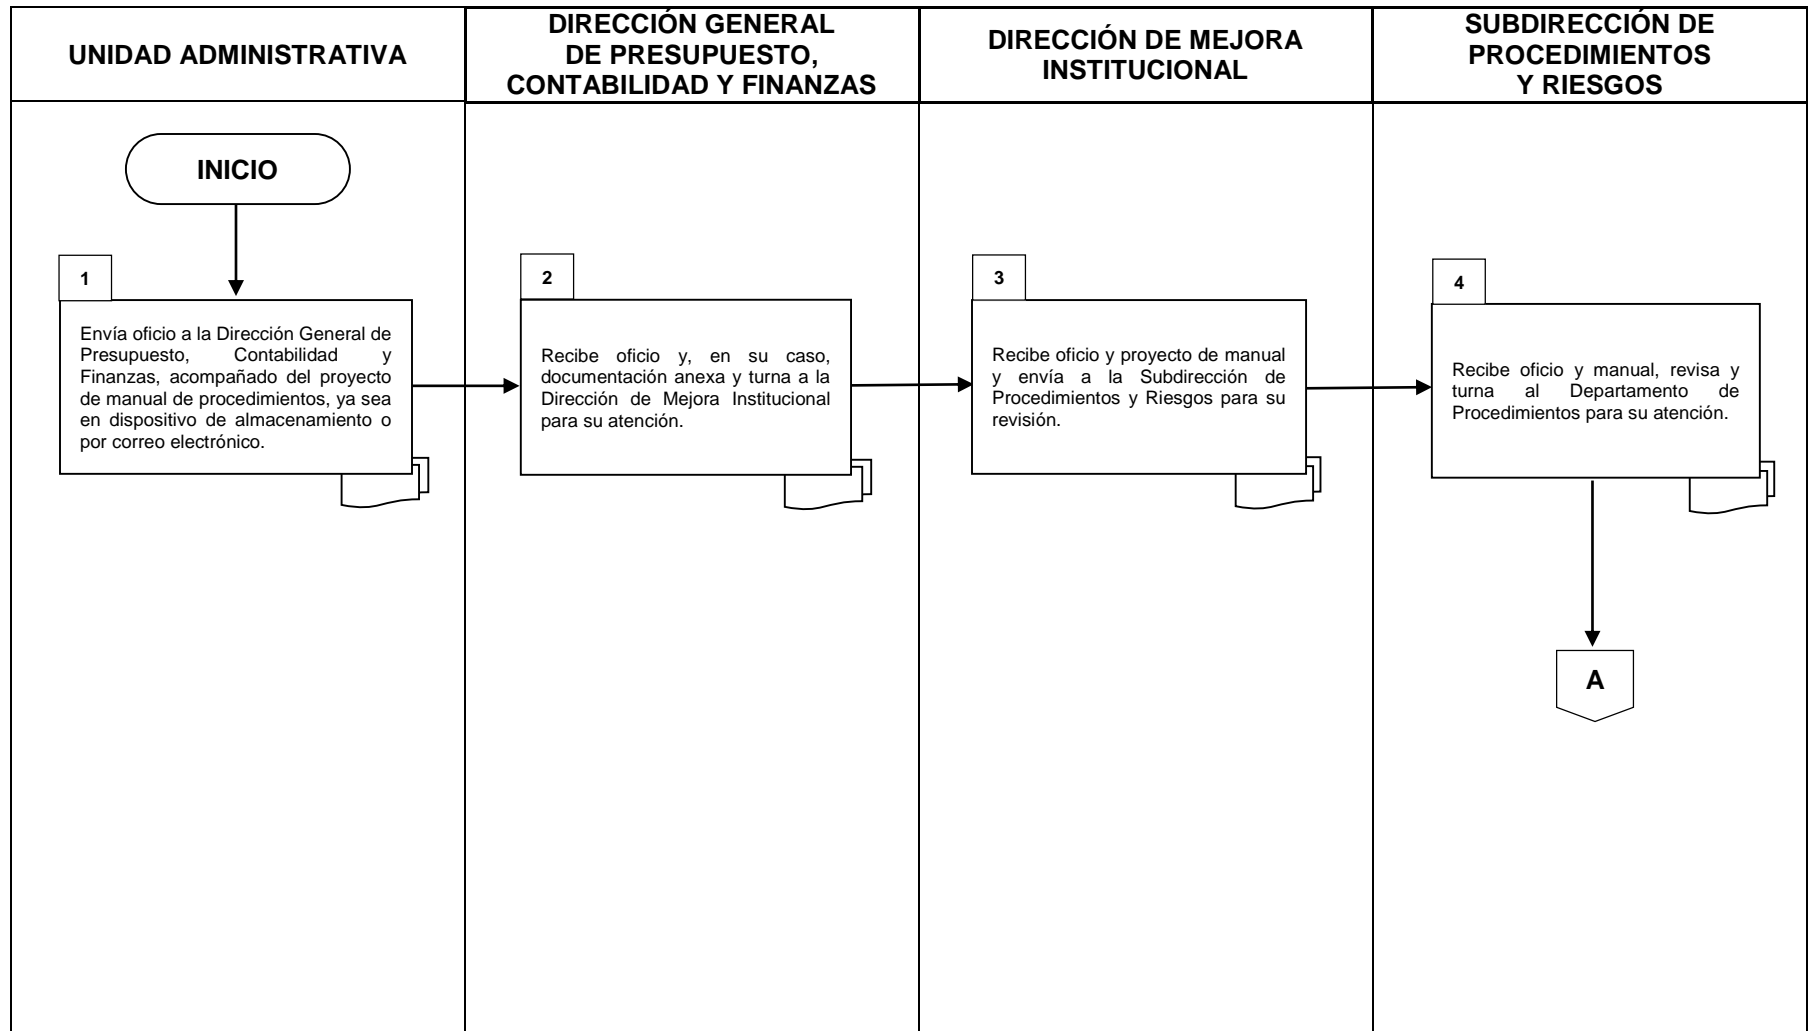 UNIDAD ADMINISTRATIVA
DIRECCIÓN GENERAL
DE PRESUPUESTO,
CONTABILIDAD Y FINANZAS
DIRECCIÓN DE MEJORA
INSTITUCIONAL
SUBDIRECCIÓN DE
PROCEDIMIENTOS
Y RIESGOS
INICIO
1
Envía oficio a la Dirección General de
Presupuesto, Contabilidad y
Finanzas, acompañado del proyecto
de manual de procedimientos, ya sea
en dispositivo de almacenamiento o
por correo electrónico.
2
Recibe oficio y, en su caso,
documentación anexa y turna a la
Dirección de Mejora Institucional
para su atención.
3
Recibe oficio y proyecto de manual
y envía a la Subdirección de
Procedimientos y Riesgos para su
revisión.
4
Recibe oficio y manual, revisa y
turna al Departamento de
Procedimientos para su atención.
A